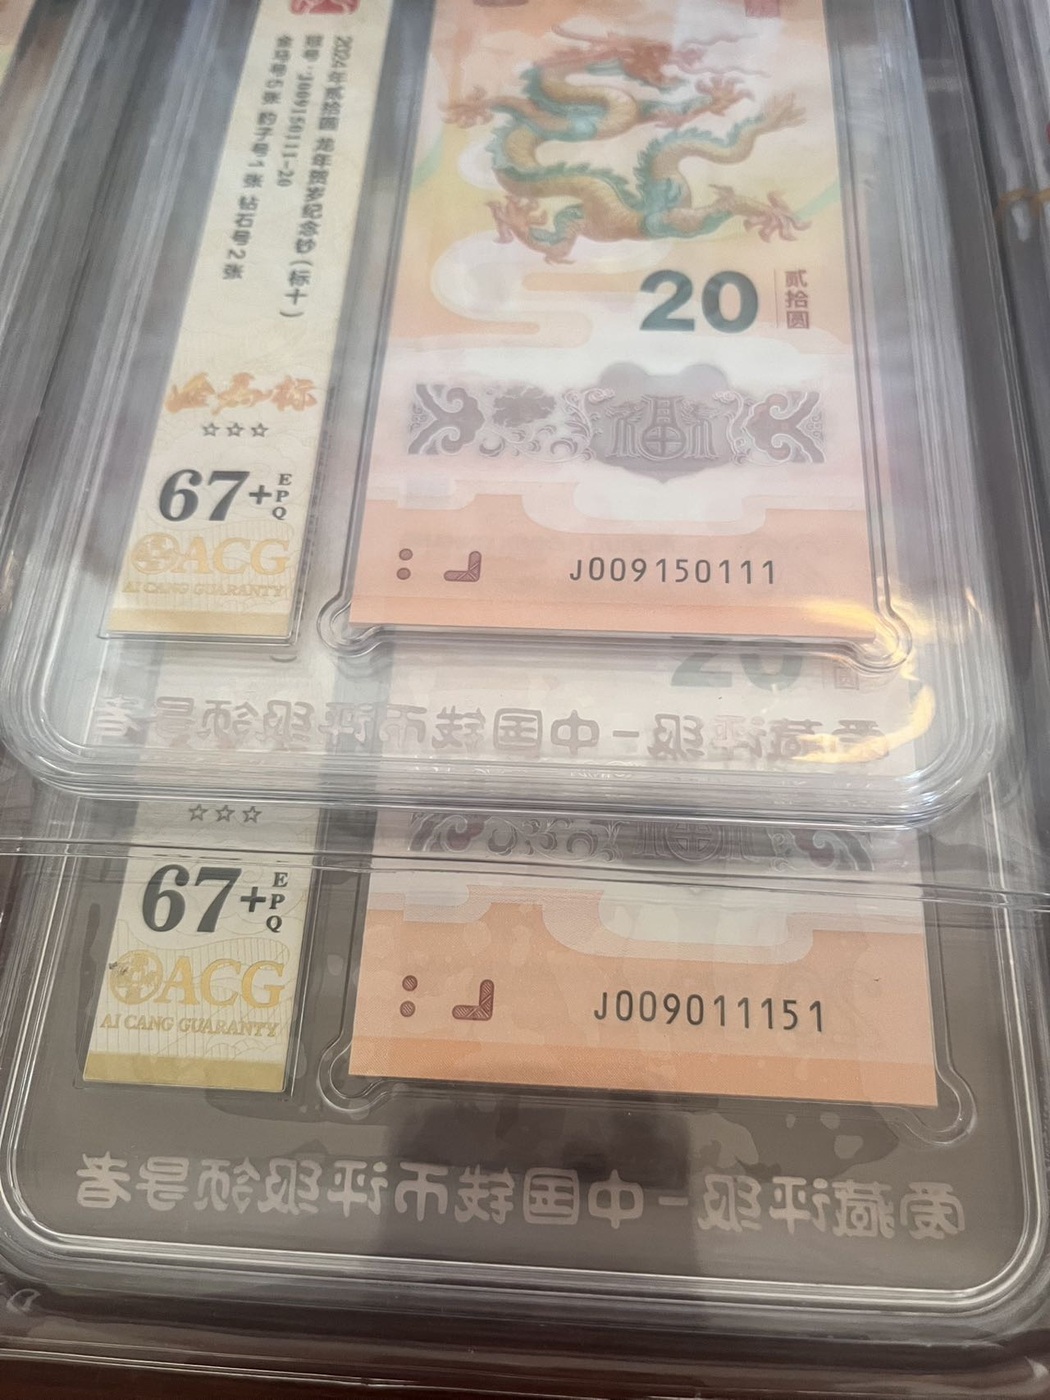 2024年贰拾圆 龙年贺岁纪念钞（标十）
冠号：J009150111-20
豹子号1张 钻石号2张
金马标
☆☆☆
67+EPQ
ACG
AI CANG GUARANTY
20
贰拾圆
福
J009150111
20
爱藏评级-中国钱币评级领导者
☆☆☆
67+EPQ
ACG
AI CANG GUARANTY
J009011151
爱藏评级-中国钱币评级领导者